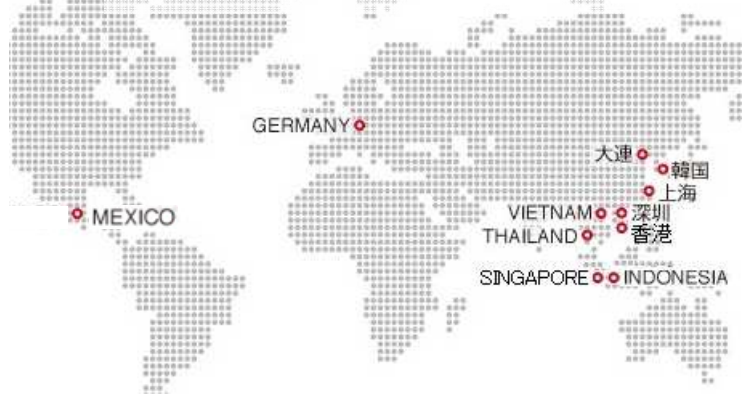 GERMANY
大連
韓国
上海
MEXICO
VIETNAM
深圳
THAILAND
香港
SINGAPORE
INDONESIA